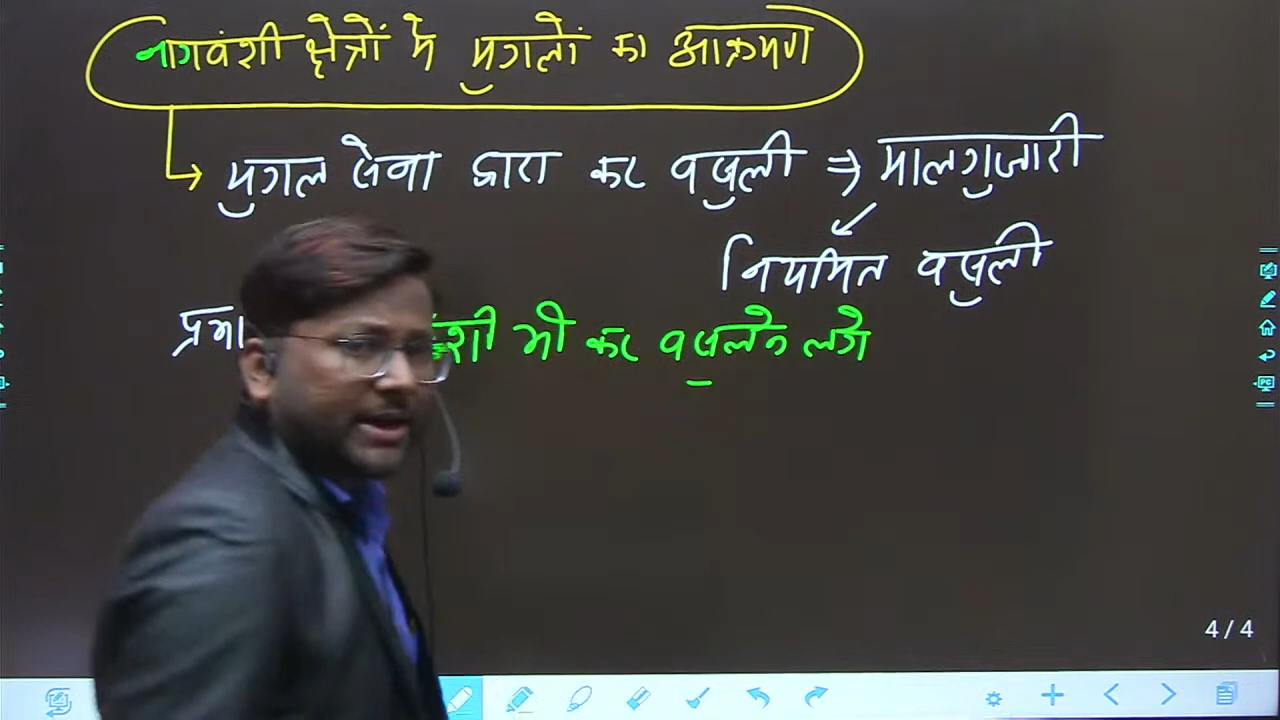 नागवंशी क्षेत्रों मे मुगलों का आक्रमण
मुगल सेना द्वारा कर वसुली ⇒ मालगुजारी
नियमित वसुली
भी कर वसुलने लगे
4 / 4